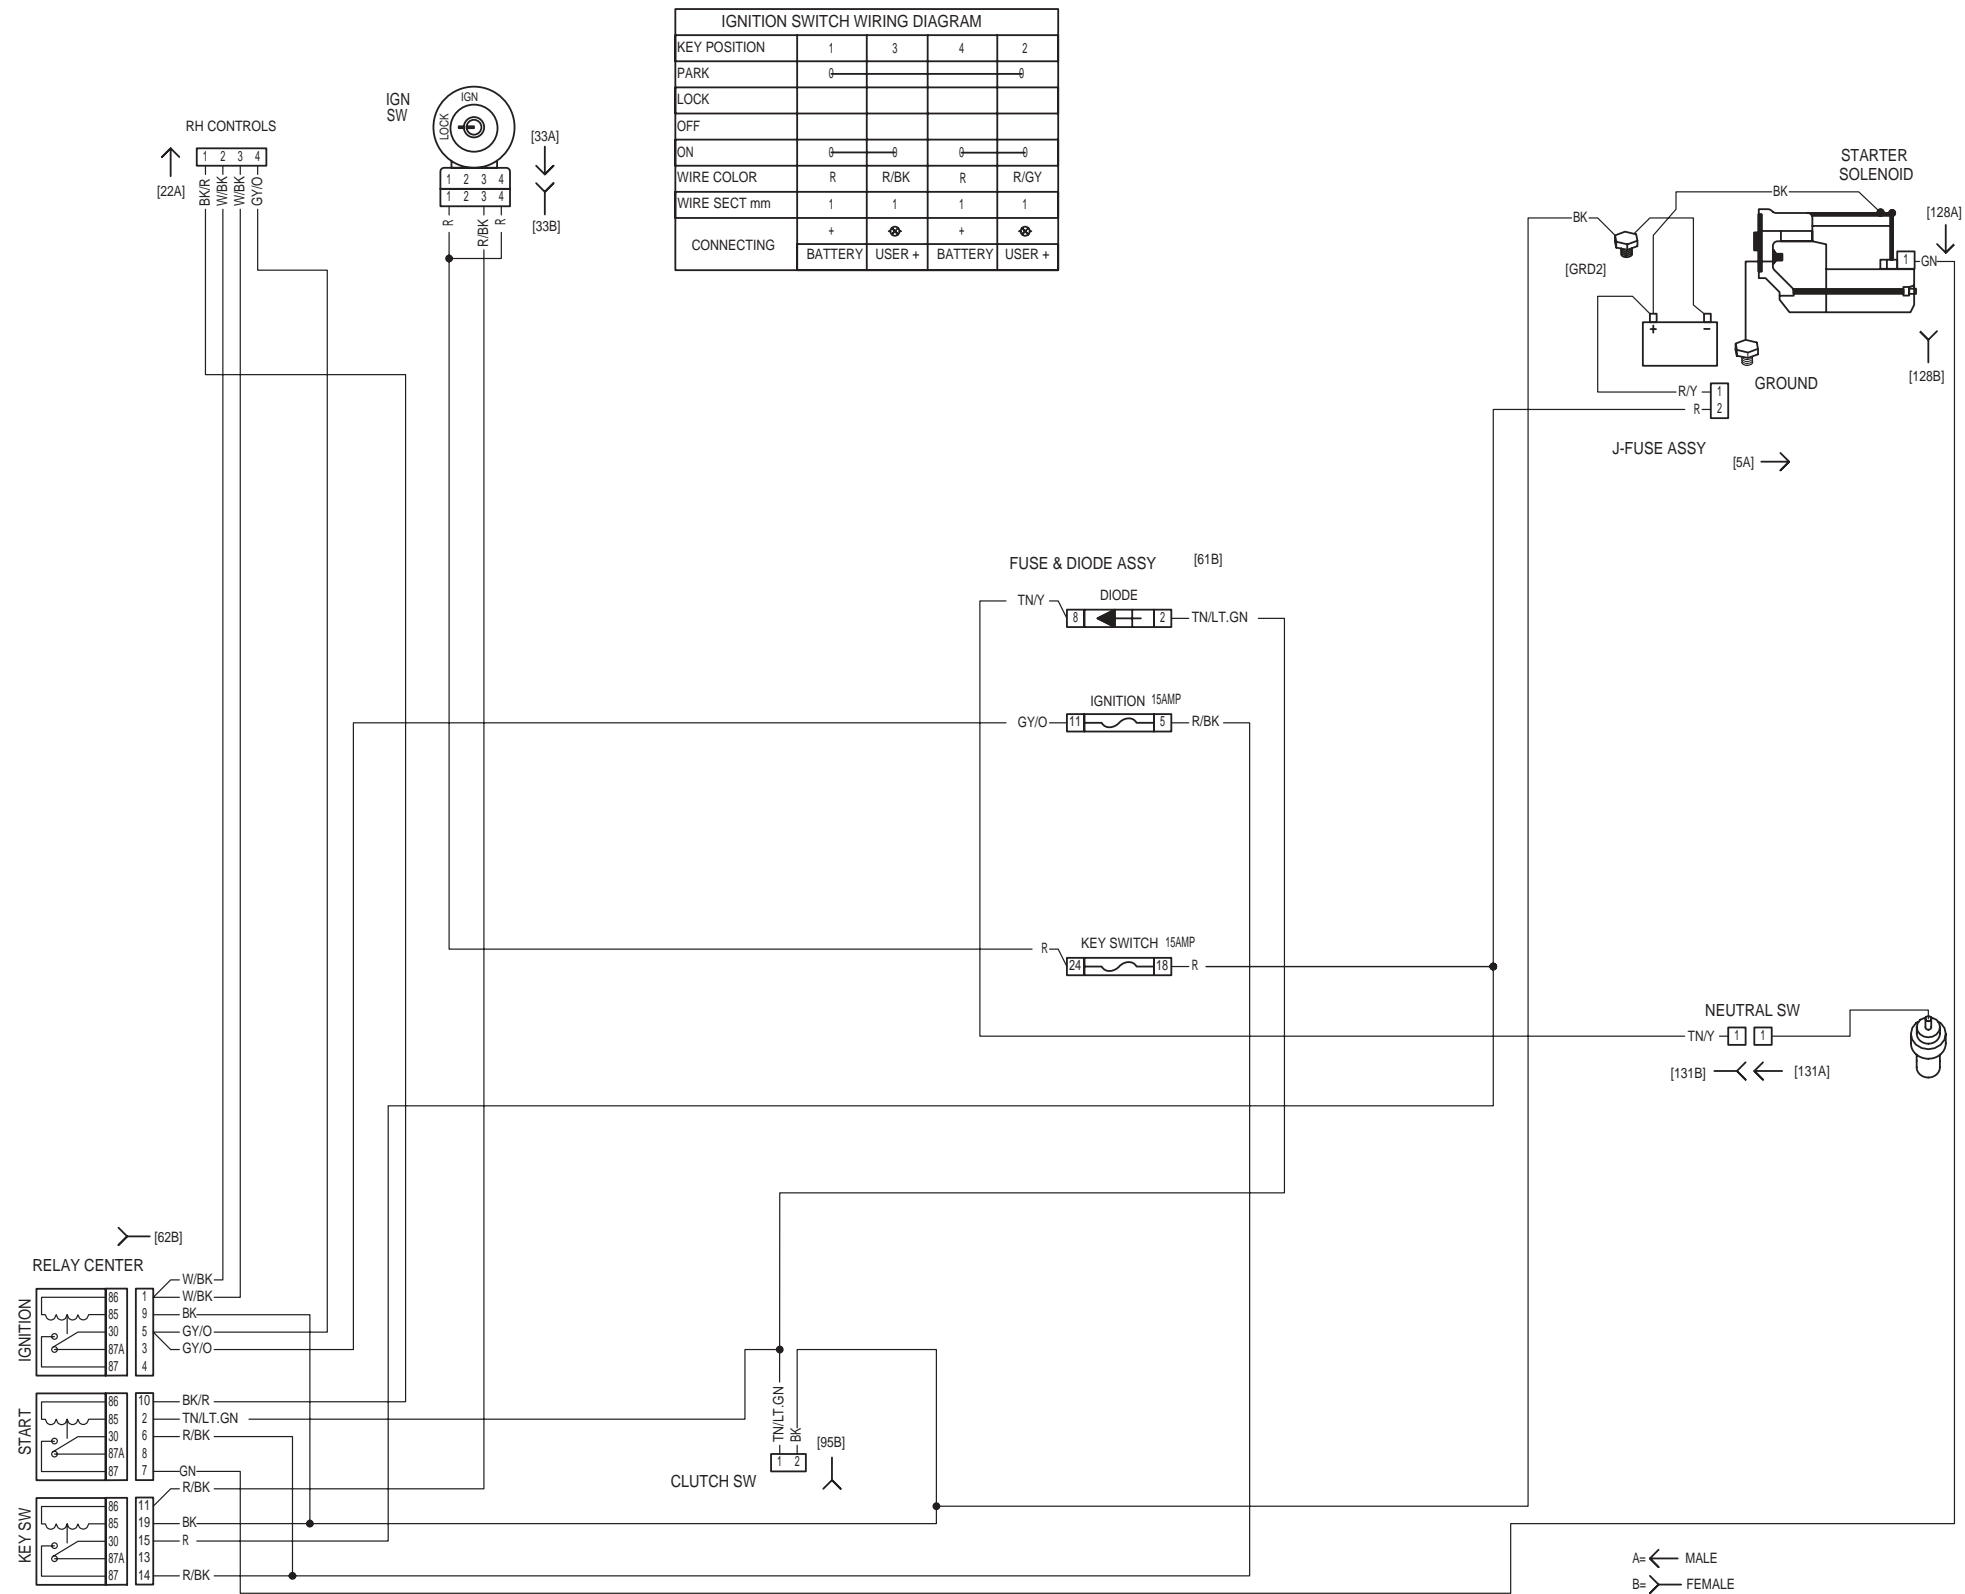 IGNITION SWITCH WIRING DIAGRAM
KEY POSITION 1 3 4 2
PARK 0 0
LOCK
OFF
ON 0 0 0 0
WIRE COLOR R R/BK R R/GY
WIRE SECT mm 1 1 1 1
CONNECTING + +
BATTERY USER + BATTERY USER +
RH CONTROLS
1 2 3 4
[22A]
BK/R
W/BK
W/BK
GY/O
IGN
SW
IGN
LOCK
[33A]
1 2 3 4
1 2 3 4
[33B]
R
R/BK
R
STARTER
SOLENOID
BK
BK
[128A]
1 GN
[GRD2]
+ −
GROUND
[128B]
R/Y 1
R 2
J-FUSE ASSY
[5A]
FUSE & DIODE ASSY [61B]
DIODE
TN/Y 8 2 TN/LT.GN
IGNITION 15AMP
GY/O 11 5 R/BK
KEY SWITCH 15AMP
R 24 18 R
NEUTRAL SW
TN/Y 1 1
[131B] [131A]
[62B]
RELAY CENTER
IGNITION
W/BK
86 1 W/BK
85 9 BK
30 5 GY/O
87A 3 GY/O
87 4
START
86 10 BK/R
85 2 TN/LT.GN
30 6 R/BK
87A 8
87 7 GN
R/BK
KEY SW
86 11
85 19 BK
30 15 R
87A 13
87 14 R/BK
TN/LT.GN
BK
[95B]
1 2
CLUTCH SW
A= MALE
B= FEMALE